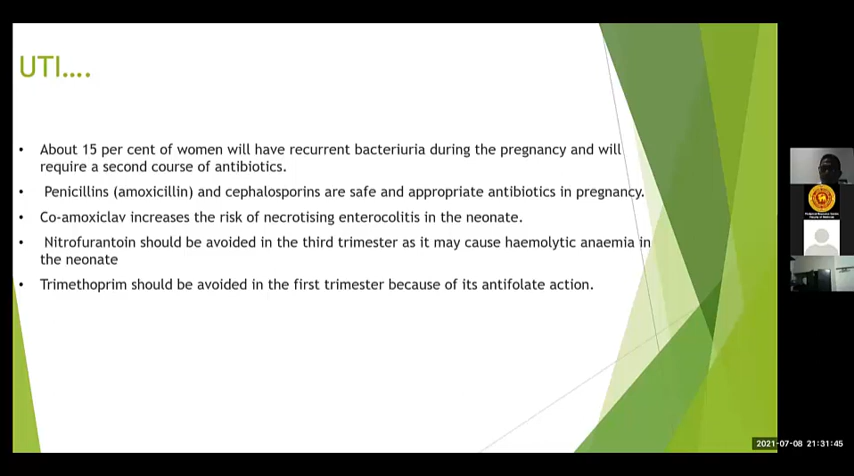 UTI....
• About 15 per cent of women will have recurrent bacteriuria during the pregnancy and will
require a second course of antibiotics.
• Penicillins (amoxicillin) and cephalosporins are safe and appropriate antibiotics in pregnancy.
• Co-amoxiclav increases the risk of necrotising enterocolitis in the neonate.
• Nitrofurantoin should be avoided in the third trimester as it may cause haemolytic anaemia in
the neonate
• Trimethoprim should be avoided in the first trimester because of its antifolate action.
2021-07-08 21:31:45